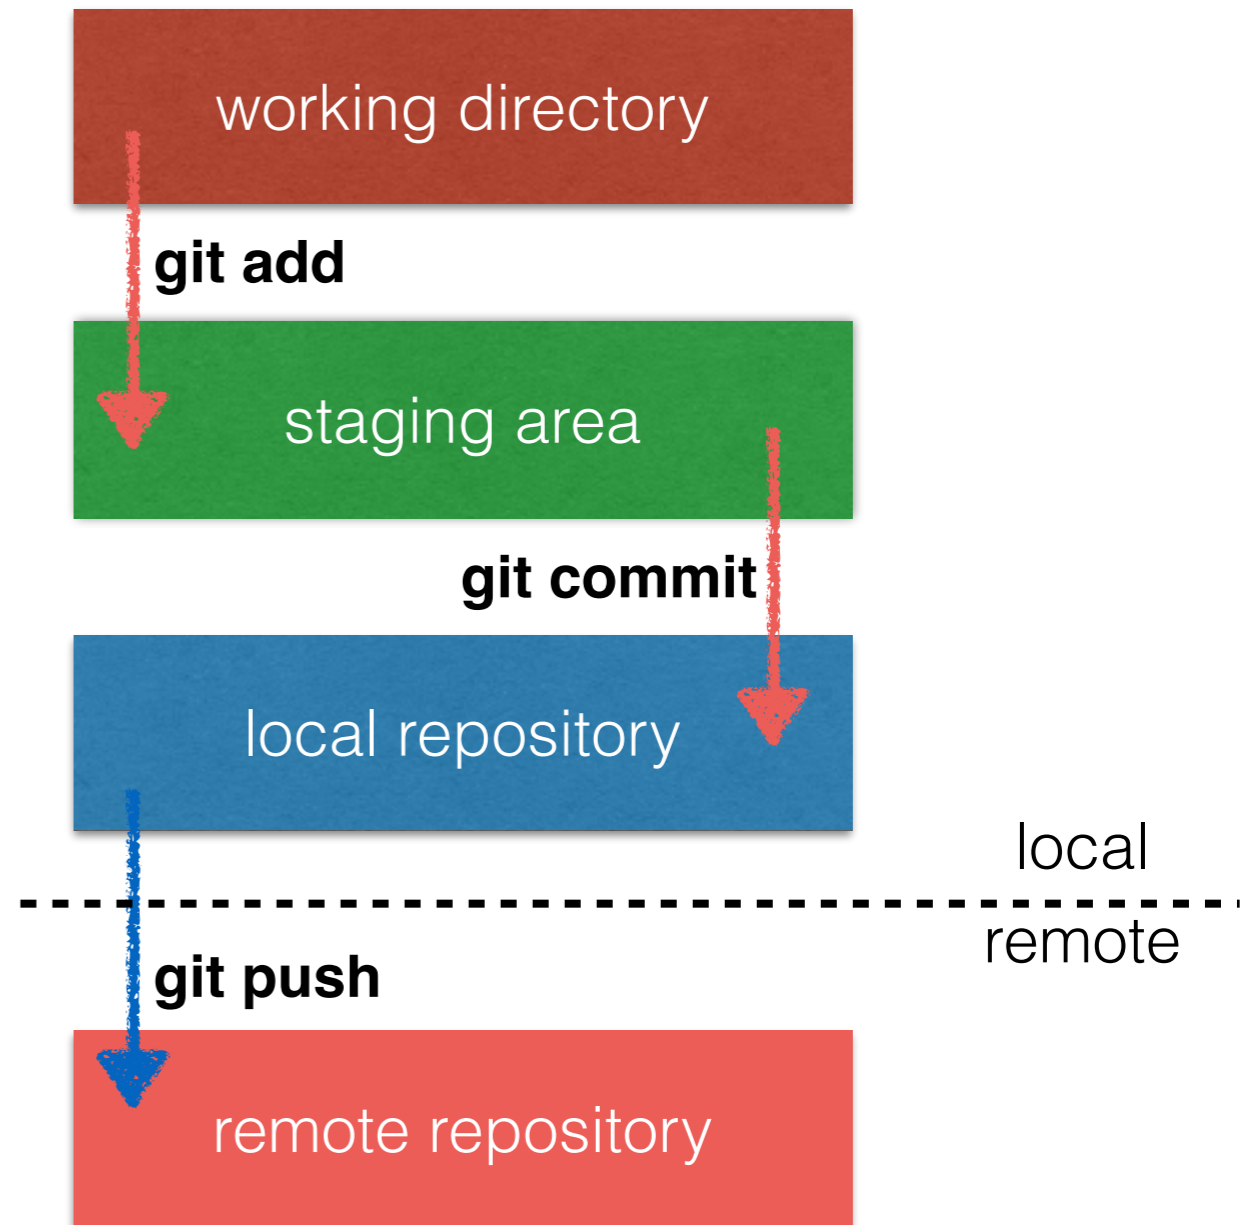 working directory
git add
staging area
git commit
local repository
local
remote
git push
remote repository